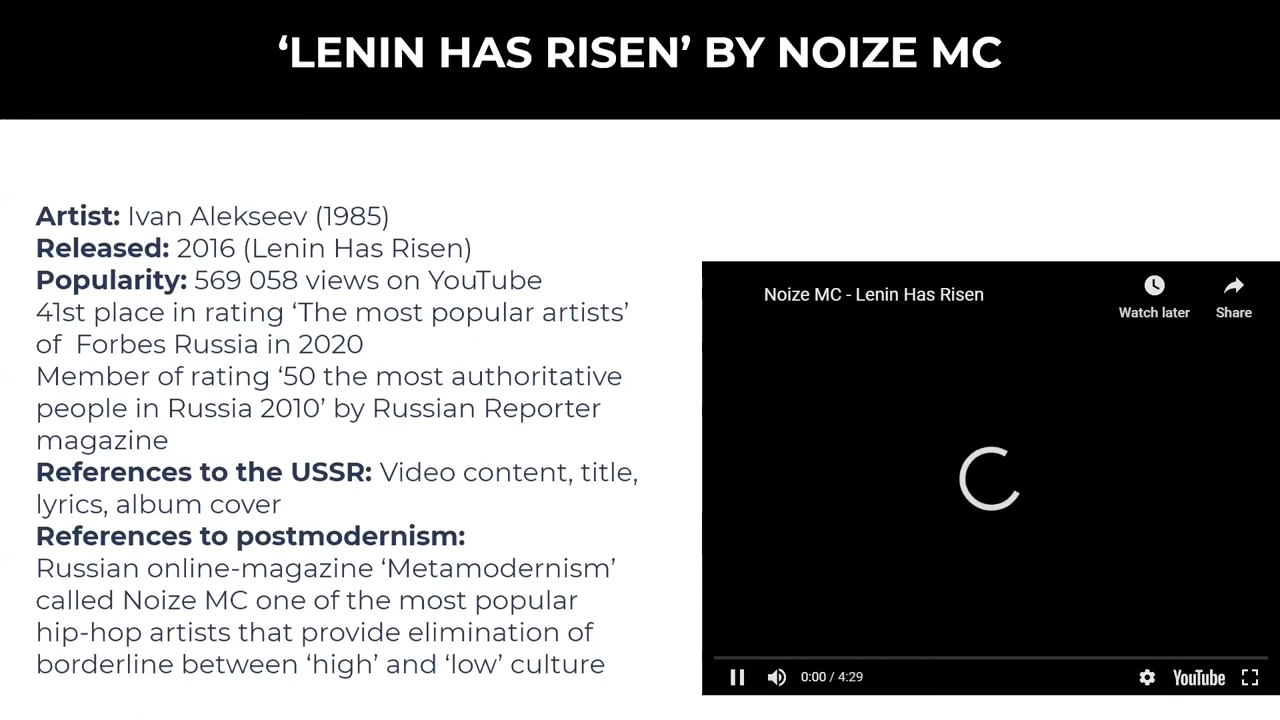 ‘LENIN HAS RISEN’ BY NOIZE MC
Artist: Ivan Alekseev (1985)
Released: 2016 (Lenin Has Risen)
Popularity: 569 058 views on YouTube
41st place in rating ‘The most popular artists’
of  Forbes Russia in 2020
Member of rating ‘50 the most authoritative
people in Russia 2010’ by Russian Reporter
magazine
References to the USSR: Video content, title,
lyrics, album cover
References to postmodernism:
Russian online-magazine ‘Metamodernism’
called Noize MC one of the most popular
hip-hop artists that provide elimination of
borderline between ‘high’ and ‘low’ culture
Noize MC - Lenin Has Risen
Watch later
Share
0:00 / 4:29
YouTube